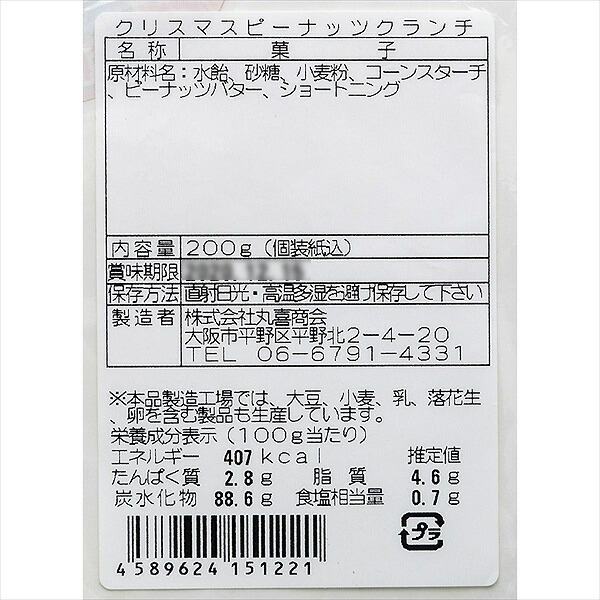 クリスマスピーナッツクランチ
名称 菓子
原材料名：水飴、砂糖、小麦粉、コーンスターチ
、ピーナッツバター、ショートニング
内容量 200g（個装紙込）
賞味期限
保存方法 直射日光・高温多湿を避け保存して下さい
製造者 株式会社丸喜商会
大阪市平野区平野北2-4-20
TEL 06-6791-4331
※本品製造工場では、大豆、小麦、乳、落花生
、卵を含む製品も生産しています。
栄養成分表示（100g当たり）
エネルギー 407kcal 推定値
たんぱく質 2.8g 脂質 4.6g
炭水化物 88.6g 食塩相当量 0.7g
プラ
4589624151221